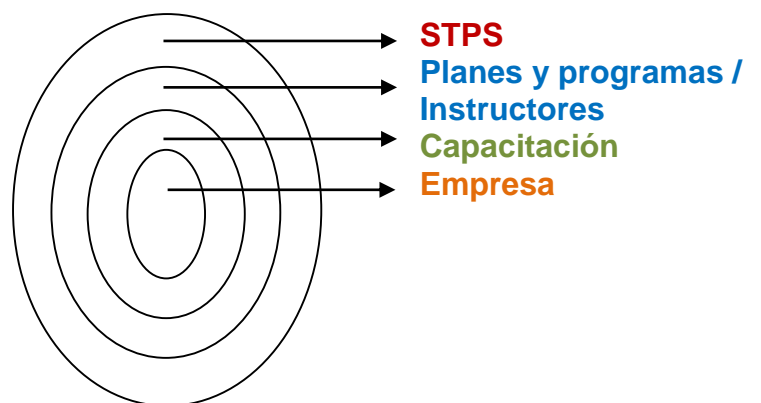 STPS
Planes y programas /
Instructores
Capacitación
Empresa